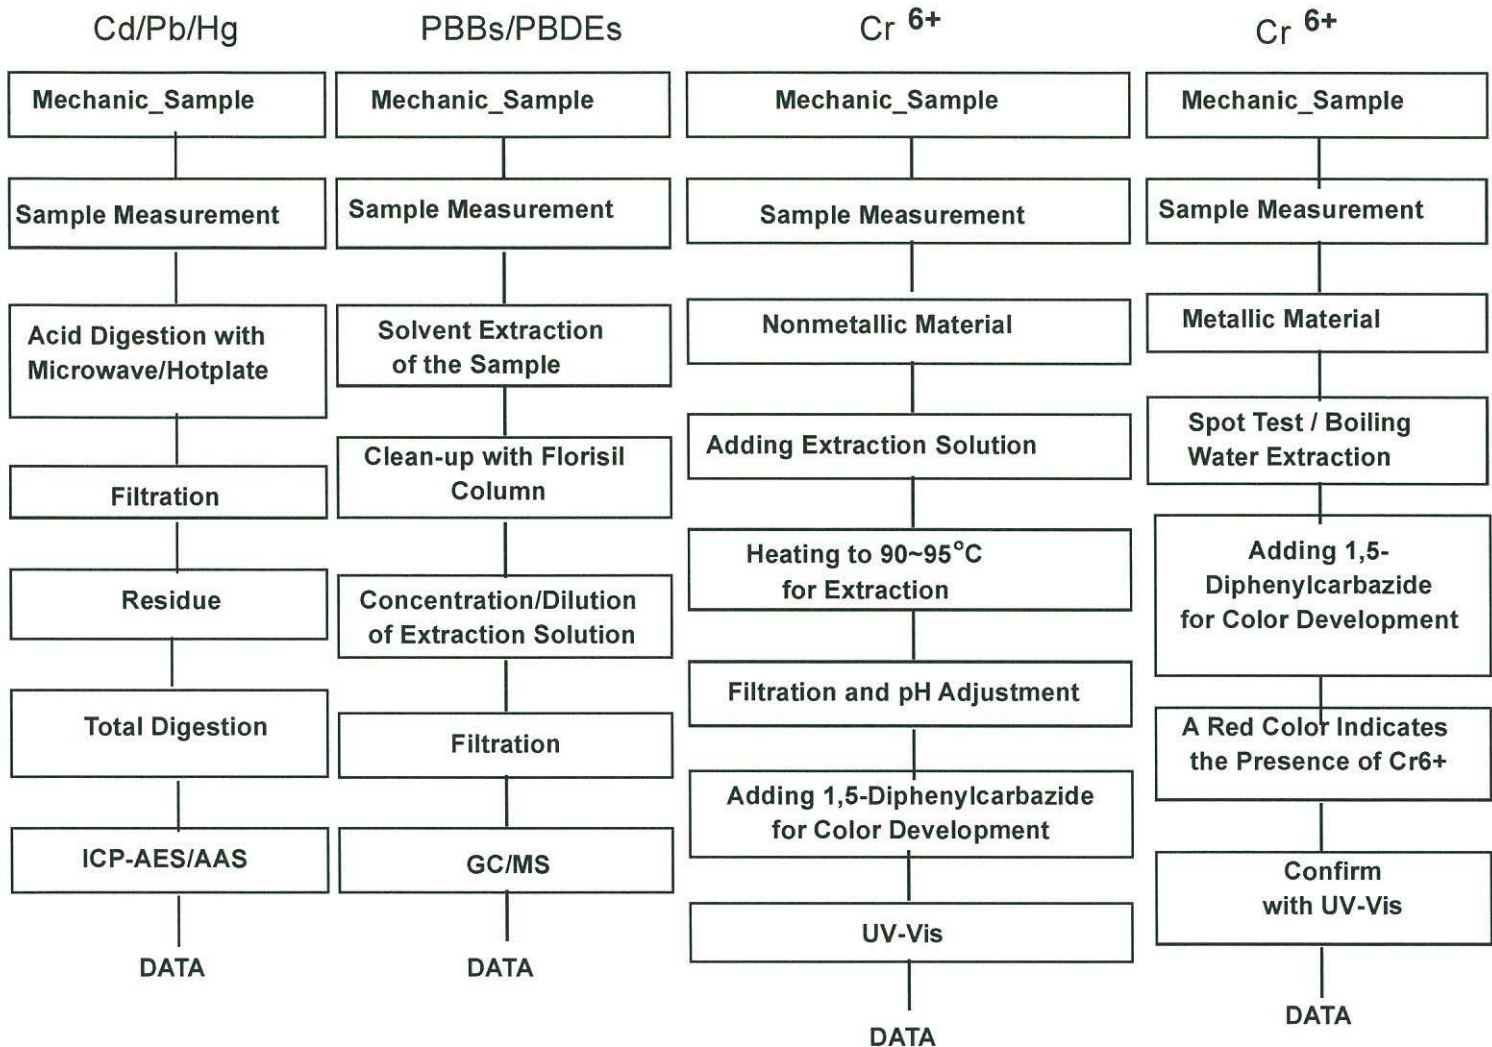 Cd/Pb/Hg
Mechanic_Sample
Sample Measurement
Acid Digestion with
Microwave/Hotplate
Filtration
Residue
Total Digestion
ICP-AES/AAS
DATA
PBBs/PBDEs
Mechanic_Sample
Sample Measurement
Solvent Extraction
of the Sample
Clean-up with Florisil
Column
Concentration/Dilution
of Extraction Solution
Filtration
GC/MS
DATA
Cr 6+
Mechanic_Sample
Sample Measurement
Nonmetallic Material
Adding Extraction Solution
Heating to 90~95°C
for Extraction
Filtration and pH Adjustment
Adding 1,5-Diphenylcarbazide
for Color Development
UV-Vis
DATA
Cr 6+
Mechanic_Sample
Sample Measurement
Metallic Material
Spot Test / Boiling
Water Extraction
Adding 1,5-
Diphenylcarbazide
for Color Development
A Red Color Indicates
the Presence of Cr6+
Confirm
with UV-Vis
DATA